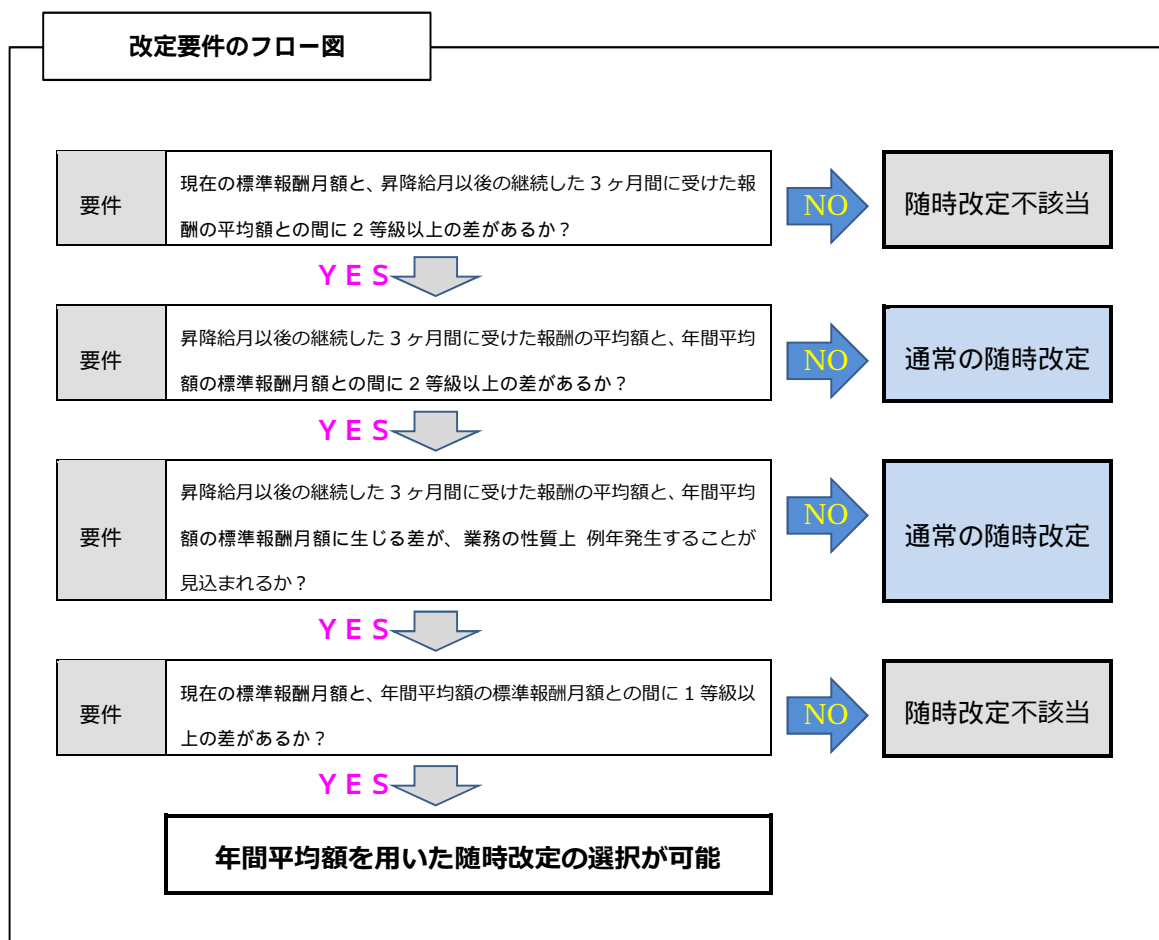 改定要件のフロー図
要件
現在の標準報酬月額と、昇降給月以後の継続した3ヶ月間に受けた報
酬の平均額との間に2等級以上の差があるか？
NO
随時改定不該当
YES
要件
昇降給月以後の継続した3ヶ月間に受けた報酬の平均額と、年間平均
額の標準報酬月額との間に2等級以上の差があるか？
NO
通常の随時改定
YES
要件
昇降給月以後の継続した3ヶ月間に受けた報酬の平均額と、年間平均
額の標準報酬月額に生じる差が、業務の性質上 例年発生することが
見込まれるか？
NO
通常の随時改定
YES
要件
現在の標準報酬月額と、年間平均額の標準報酬月額との間に1等級以
上の差があるか？
NO
随時改定不該当
YES
年間平均額を用いた随時改定の選択が可能